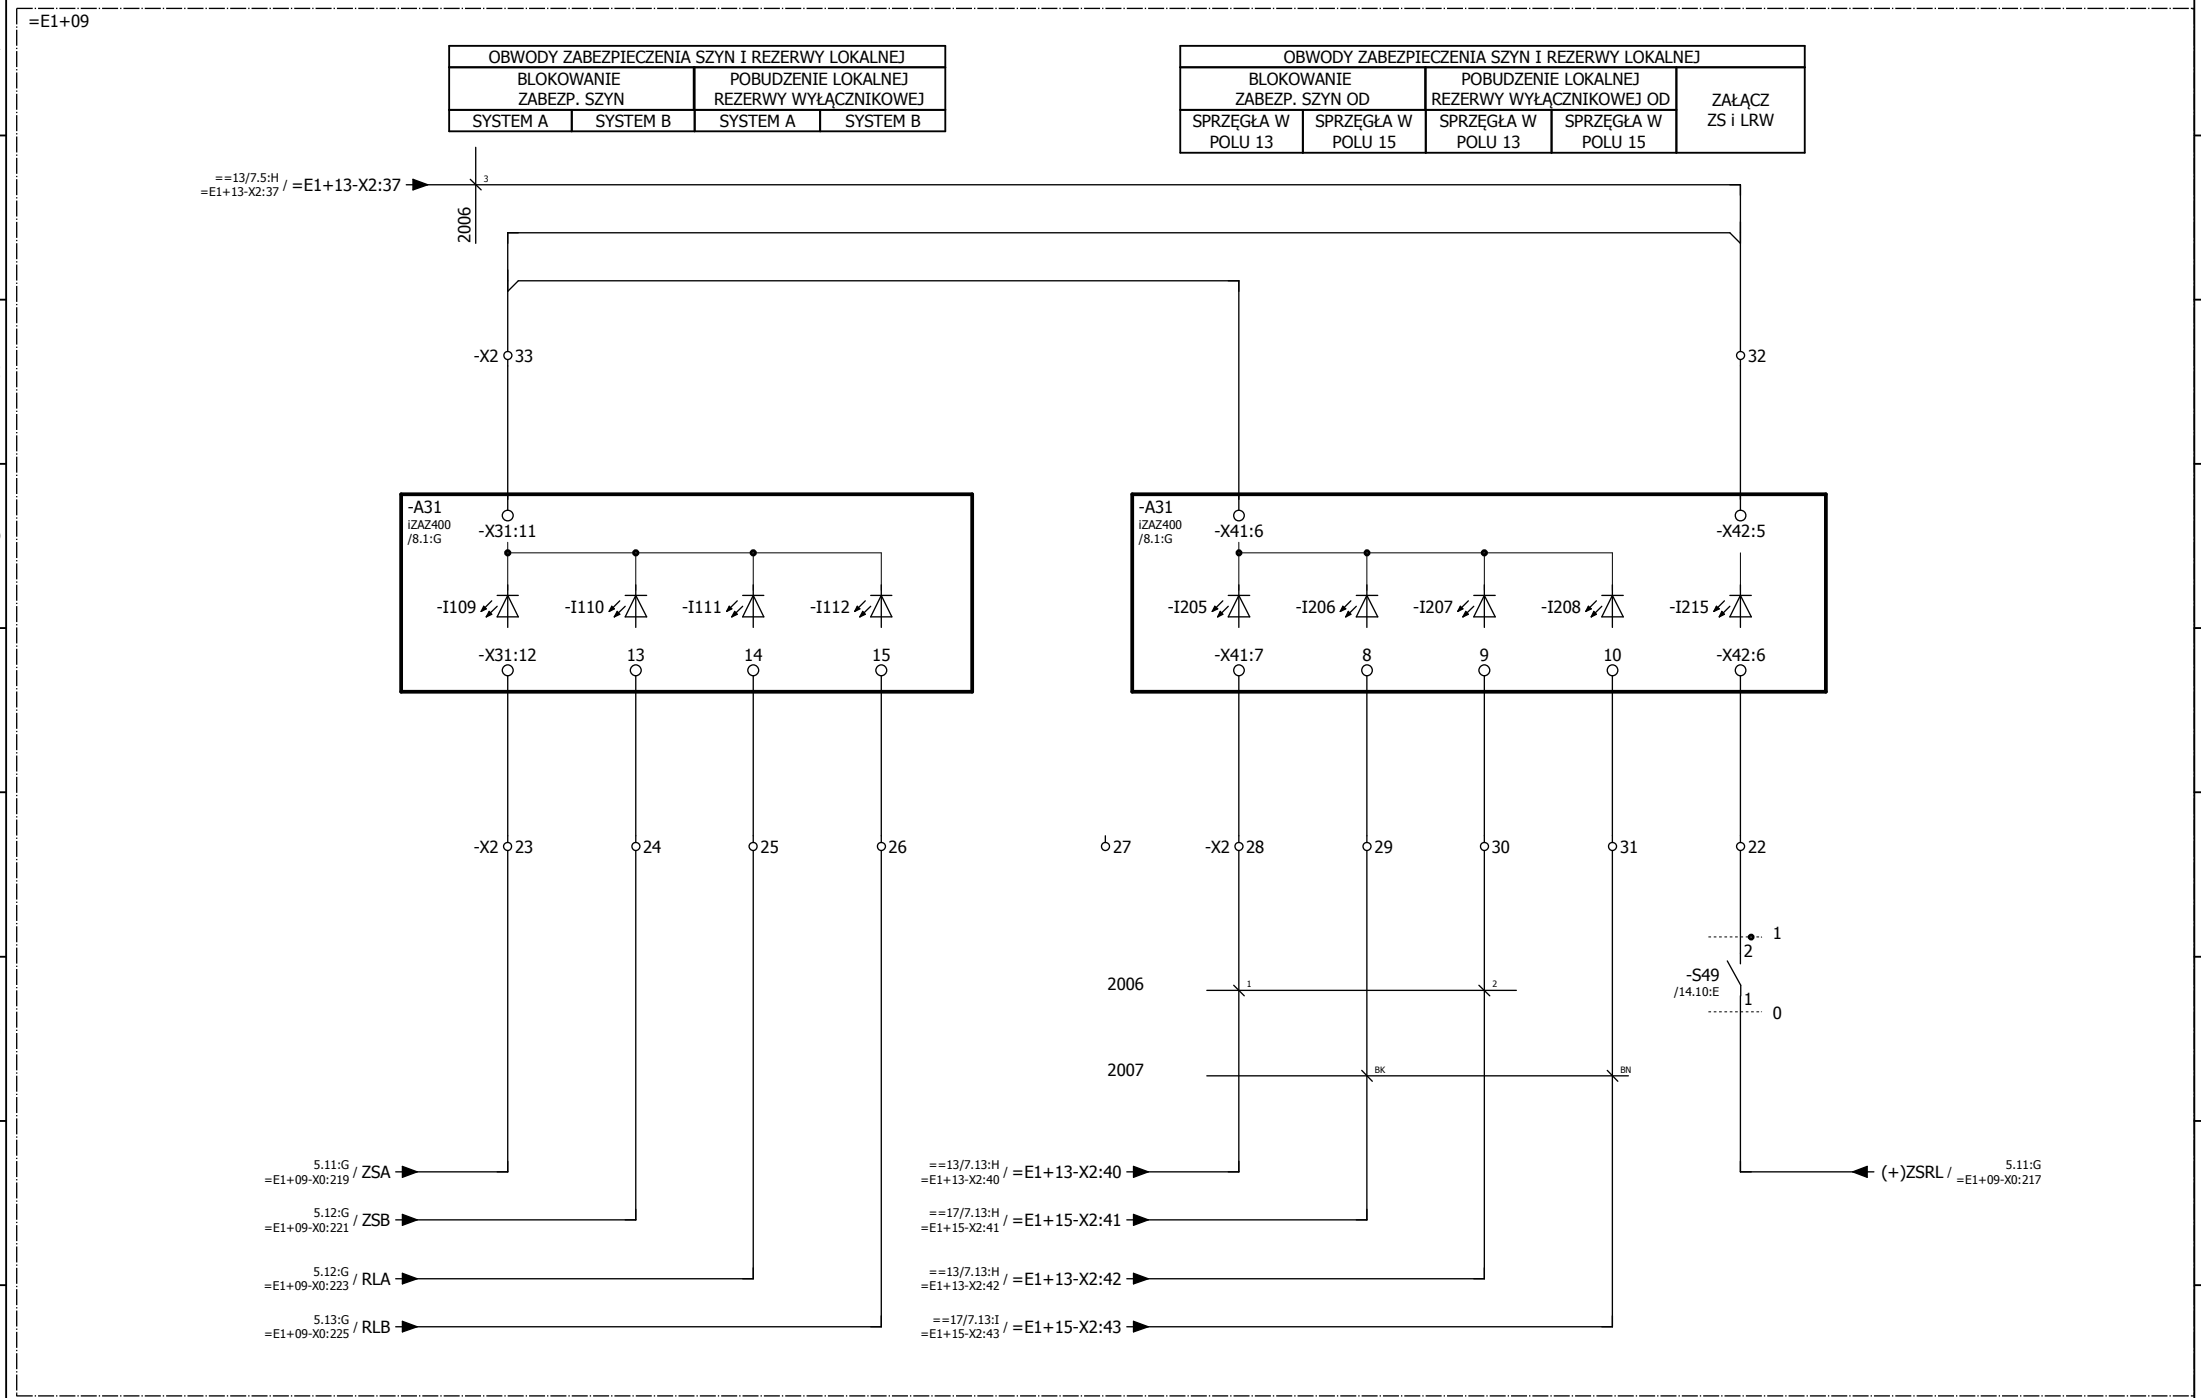 =E1+09
OBWODY ZABEZPIECZENIA SZYN I REZERWY LOKALNEJ
BLOKOWANIE
ZABEZP. SZYN
POBUDZENIE LOKALNEJ
REZERWY WYŁĄCZNIKOWEJ
SYSTEM A
SYSTEM B
SYSTEM A
SYSTEM B
OBWODY ZABEZPIECZENIA SZYN I REZERWY LOKALNEJ
BLOKOWANIE
ZABEZP. SZYN OD
POBUDZENIE LOKALNEJ
REZERWY WYŁĄCZNIKOWEJ OD
ZAŁĄCZ
ZS i LRW
SPRZĘGŁA W
POLU 13
SPRZĘGŁA W
POLU 15
SPRZĘGŁA W
POLU 13
SPRZĘGŁA W
POLU 15
==13/7.5:H
=E1+13-X2:37
/ =E1+13-X2:37
3
2006
-X2
33
32
-A31
iZAZ400
/8.1:G
-X31:11
-I109
-I110
-I111
-I112
-X31:12
13
14
15
-A31
iZAZ400
/8.1:G
-X41:6
-X42:5
-I205
-I206
-I207
-I208
-I215
-X41:7
8
9
10
-X42:6
-X2
23
24
25
26
27
-X2
28
29
30
31
22
1
2
-S49
/14.10:E
1
0
2006
1
2
2007
BK
BN
5.11:G
=E1+09-X0:219
/ ZSA
5.12:G
=E1+09-X0:221
/ ZSB
5.12:G
=E1+09-X0:223
/ RLA
5.13:G
=E1+09-X0:225
/ RLB
==13/7.13:H
=E1+13-X2:40
/ =E1+13-X2:40
==17/7.13:H
=E1+15-X2:41
/ =E1+15-X2:41
==13/7.13:H
=E1+13-X2:42
/ =E1+13-X2:42
==17/7.13:I
=E1+15-X2:43
/ =E1+15-X2:43
(+)ZSRL /
5.11:G
=E1+09-X0:217